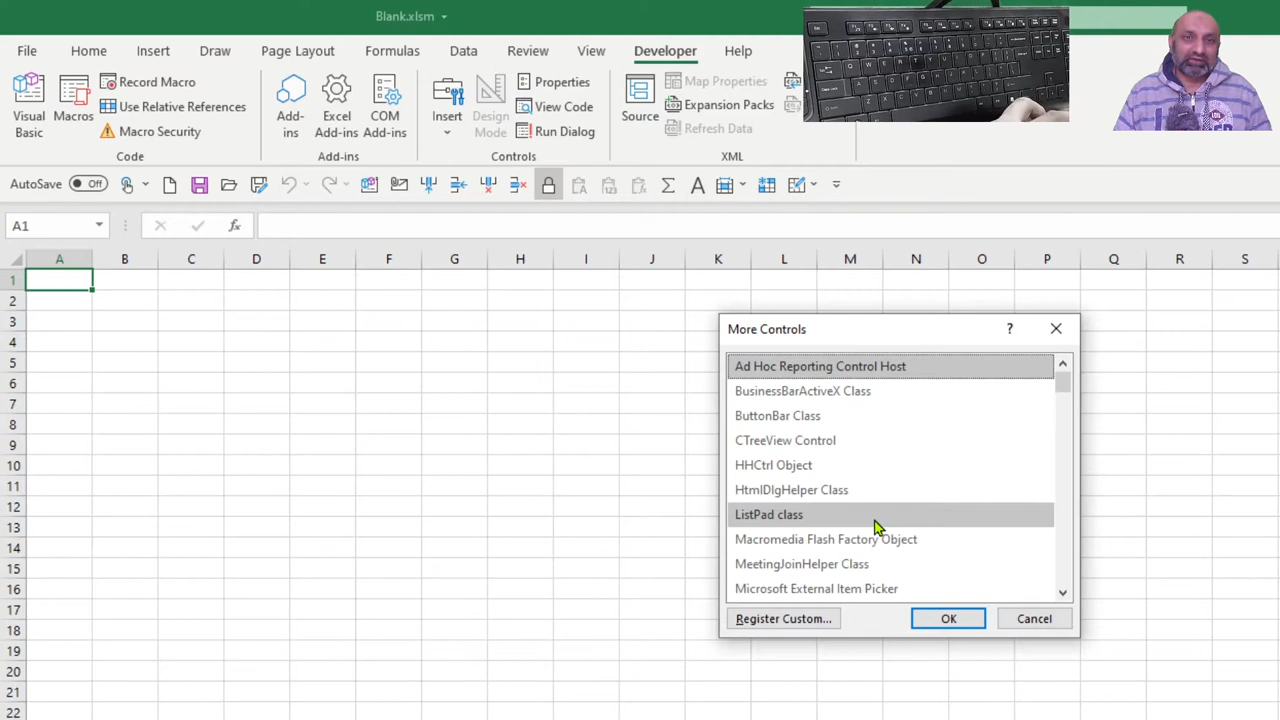 Blank.xlsm
File Home Insert Draw Page Layout Formulas Data Review View Developer Help
Visual Basic
Macros
Record Macro
Use Relative References
Macro Security
Code
Add-ins
Excel Add-ins
COM Add-ins
Add-ins
Insert
Design Mode
Properties
View Code
Run Dialog
Controls
Source
Map Properties
Expansion Packs
Refresh Data
XML
AutoSave Off
A1 fx
A B C D E F G H I J K L M N O P Q R S
1
2
3
4
5
6
7
8
9
10
11
12
13
14
15
16
17
18
19
20
21
22
More Controls ?
Ad Hoc Reporting Control Host
BusinessBarActiveX Class
ButtonBar Class
CTreeView Control
HHCtrl Object
HtmlDlgHelper Class
ListPad class
Macromedia Flash Factory Object
MeetingJoinHelper Class
Microsoft External Item Picker
Register Custom... OK Cancel